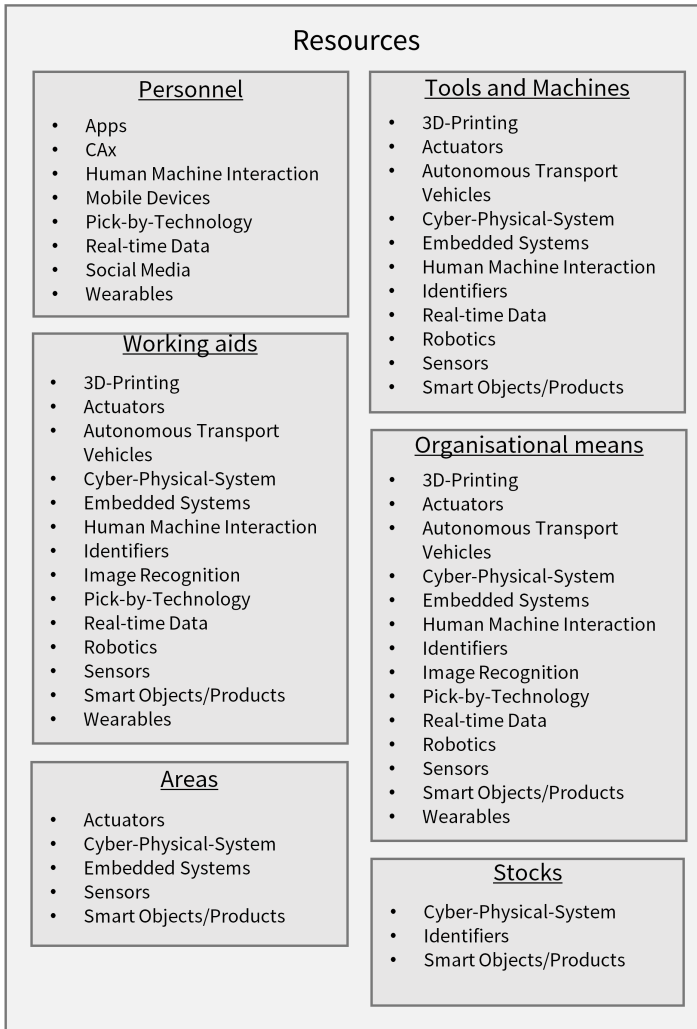 Resources
Personnel
• Apps
• CAx
• Human Machine Interaction
• Mobile Devices
• Pick-by-Technology
• Real-time Data
• Social Media
• Wearables
Working aids
• 3D-Printing
• Actuators
• Autonomous Transport
Vehicles
• Cyber-Physical-System
• Embedded Systems
• Human Machine Interaction
• Identifiers
• Image Recognition
• Pick-by-Technology
• Real-time Data
• Robotics
• Sensors
• Smart Objects/Products
• Wearables
Areas
• Actuators
• Cyber-Physical-System
• Embedded Systems
• Sensors
• Smart Objects/Products
Tools and Machines
• 3D-Printing
• Actuators
• Autonomous Transport
Vehicles
• Cyber-Physical-System
• Embedded Systems
• Human Machine Interaction
• Identifiers
• Real-time Data
• Robotics
• Sensors
• Smart Objects/Products
Organisational means
• 3D-Printing
• Actuators
• Autonomous Transport
Vehicles
• Cyber-Physical-System
• Embedded Systems
• Human Machine Interaction
• Identifiers
• Image Recognition
• Pick-by-Technology
• Real-time Data
• Robotics
• Sensors
• Smart Objects/Products
• Wearables
Stocks
• Cyber-Physical-System
• Identifiers
• Smart Objects/Products